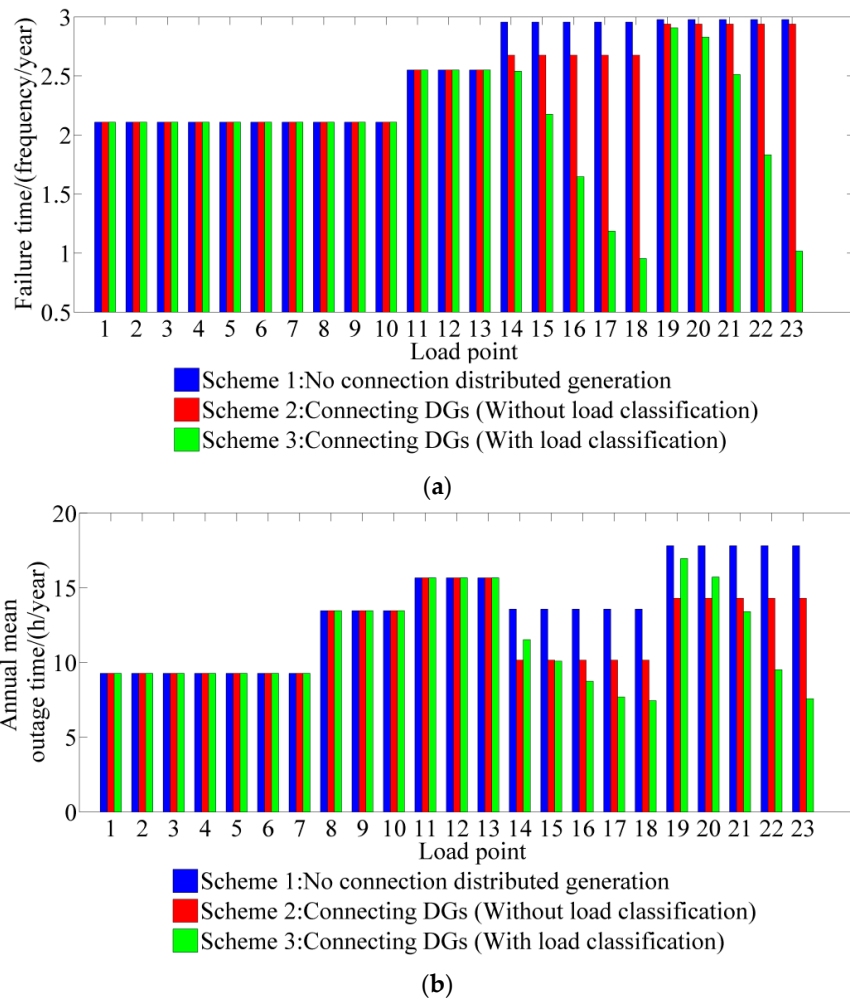 3
2.5
2
1.5
1
0.5
Failure time/(frequency/year)
1 2 3 4 5 6 7 8 9 10 11 12 13 14 15 16 17 18 19 20 21 22 23
Load point
Scheme 1:No connection distributed generation
Scheme 2:Connecting DGs (Without load classification)
Scheme 3:Connecting DGs (With load classification)
(a)
20
15
10
5
0
Annual mean
outage time/(h/year)
1 2 3 4 5 6 7 8 9 10 11 12 13 14 15 16 17 18 19 20 21 22 23
Load point
Scheme 1:No connection distributed generation
Scheme 2:Connecting DGs (Without load classification)
Scheme 3:Connecting DGs (With load classification)
(b)